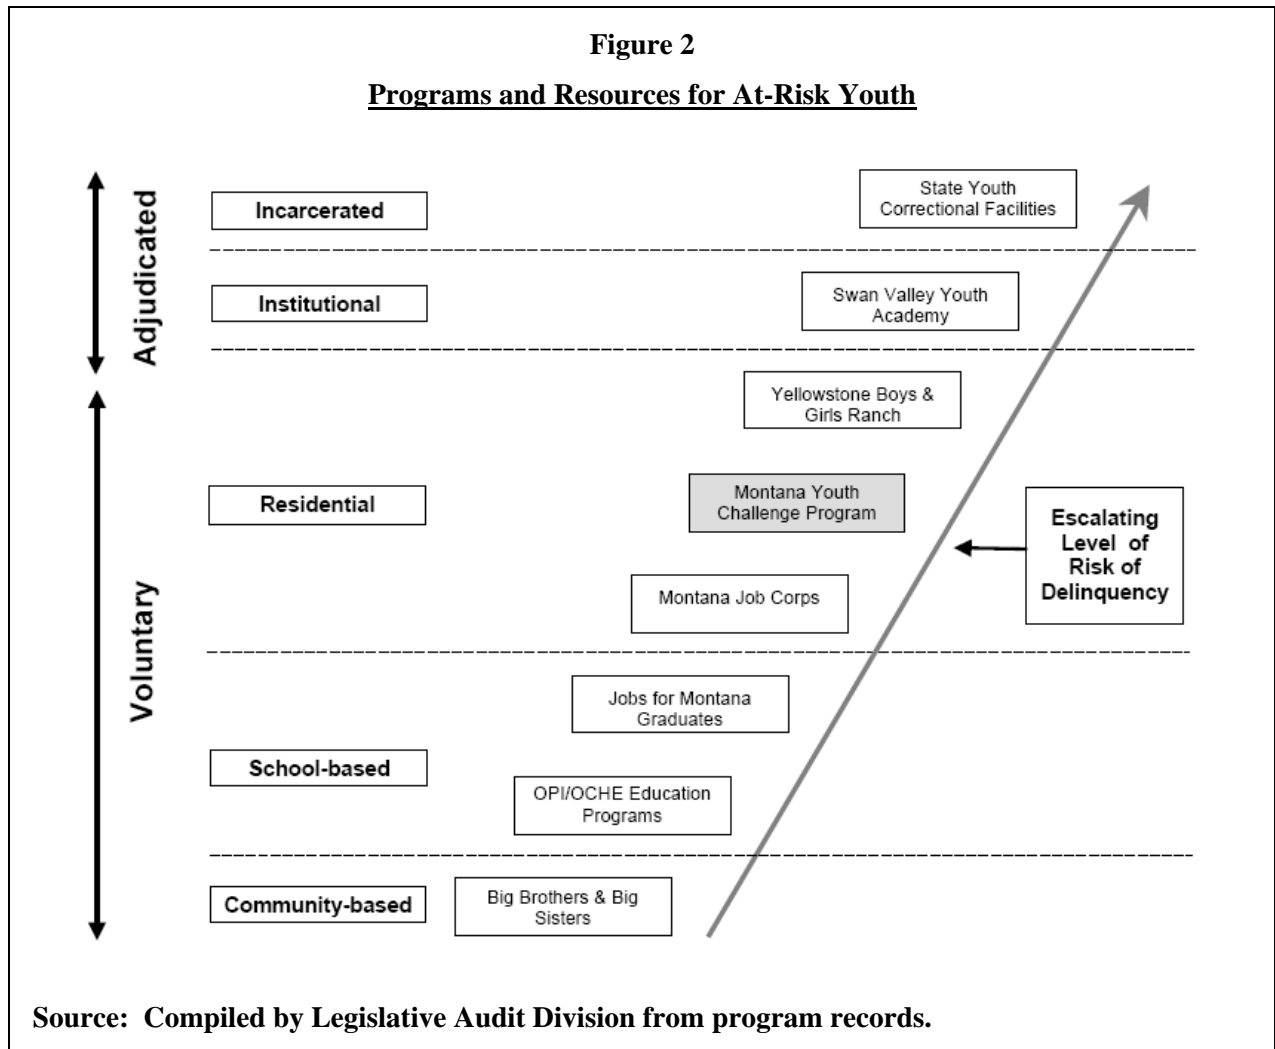 Figure 2
Programs and Resources for At-Risk Youth
Adjudicated
Incarcerated
State Youth
Correctional Facilities
Institutional
Swan Valley Youth
Academy
Voluntary
Yellowstone Boys &
Girls Ranch
Residential
Montana Youth
Challenge Program
Escalating
Level of
Risk of
Delinquency
Montana Job Corps
Jobs for Montana
Graduates
School-based
OPI/OCHE Education
Programs
Community-based
Big Brothers & Big
Sisters
Source: Compiled by Legislative Audit Division from program records.